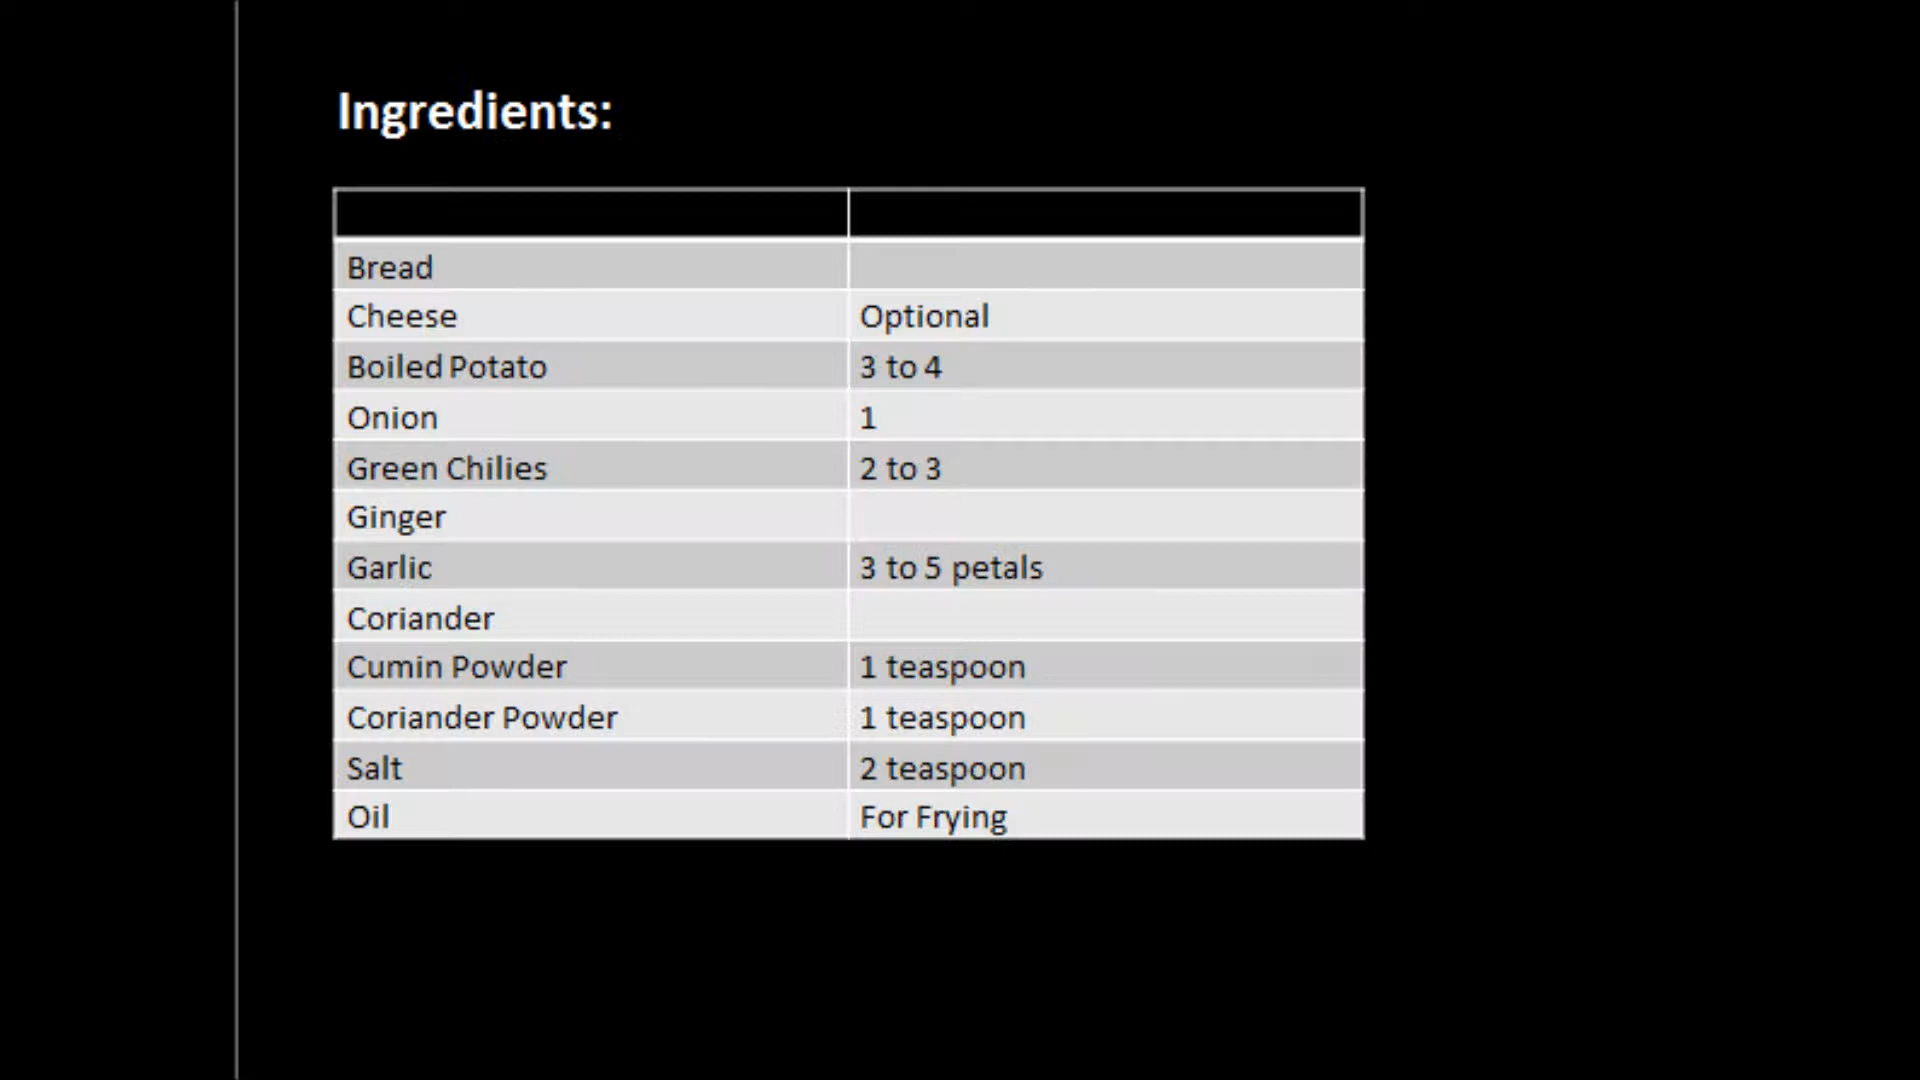 Ingredients:
Bread
Cheese Optional
Boiled Potato 3 to 4
Onion 1
Green Chilies 2 to 3
Ginger
Garlic 3 to 5 petals
Coriander
Cumin Powder 1 teaspoon
Coriander Powder 1 teaspoon
Salt 2 teaspoon
Oil For Frying